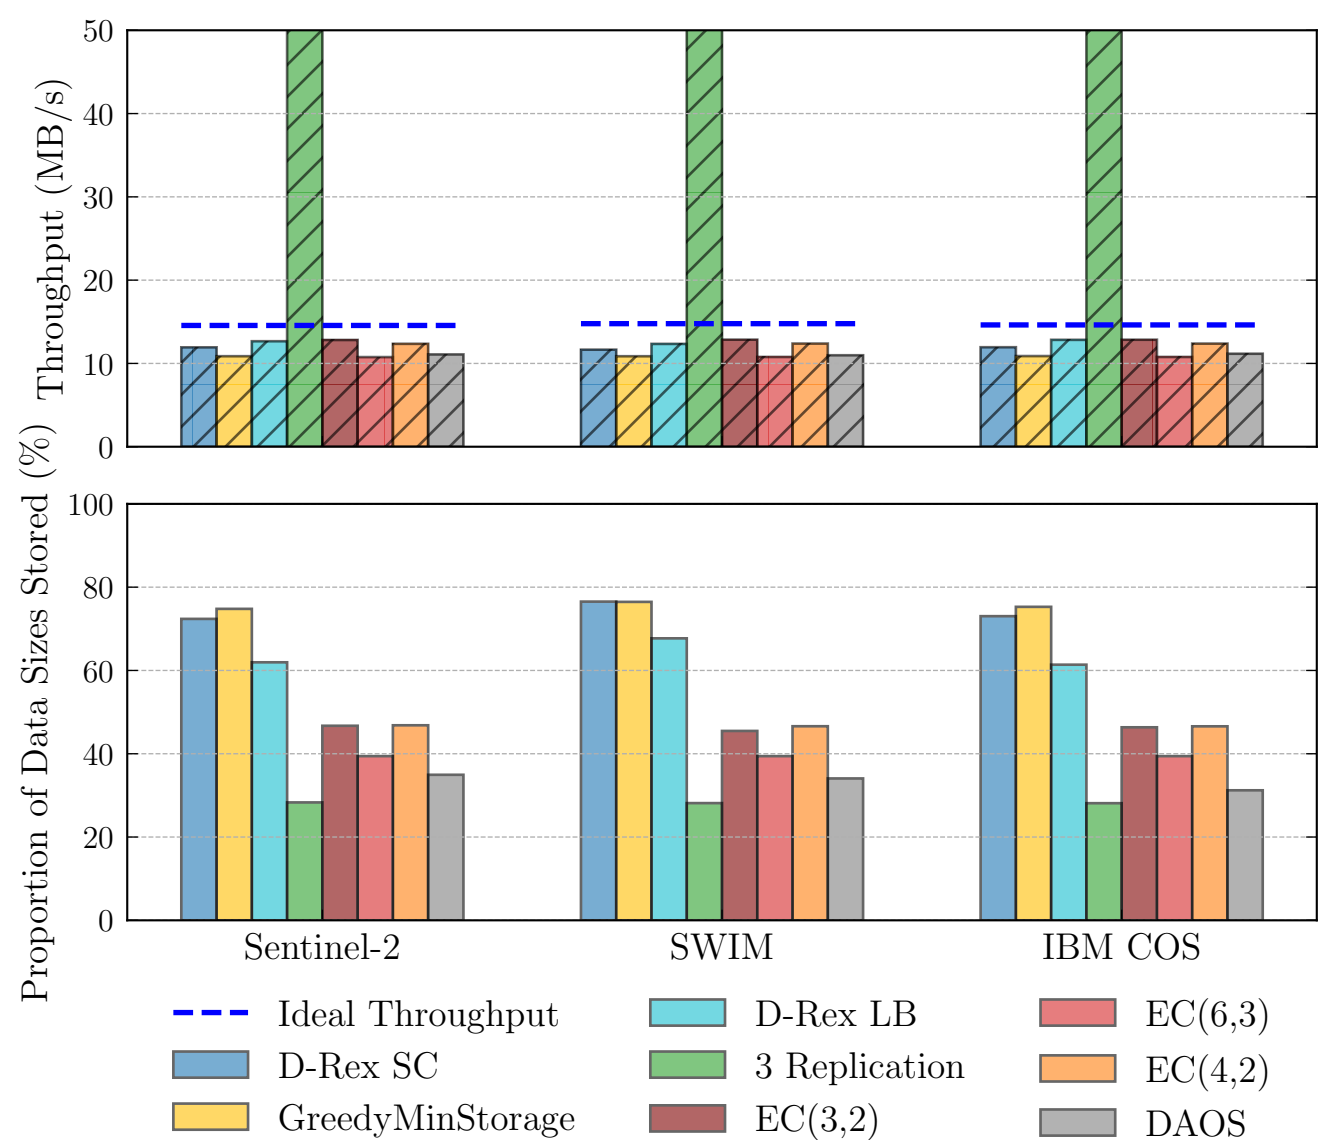 Throughput (MB/s)
50
40
30
20
10
0
Proportion of Data Sizes Stored (%)
100
80
60
40
20
0
Sentinel-2
SWIM
IBM COS
Ideal Throughput
D-Rex SC
GreedyMinStorage
D-Rex LB
3 Replication
EC(3,2)
EC(6,3)
EC(4,2)
DAOS